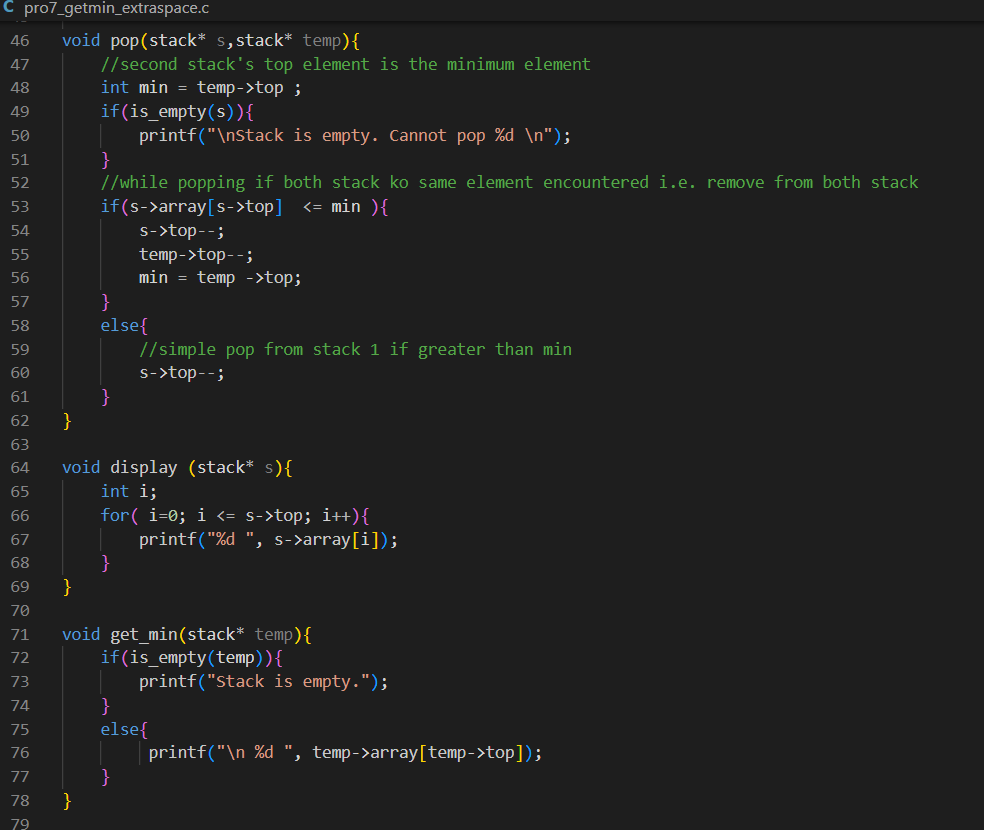 C pro7_getmin_extraspace.c
46 void pop(stack* s,stack* temp){
47     //second stack's top element is the minimum element
48     int min = temp->top ;
49     if(is_empty(s)){
50         printf("\nStack is empty. Cannot pop %d \n");
51     }
52     //while popping if both stack ko same element encountered i.e. remove from both stack
53     if(s->array[s->top]  <= min ){
54         s->top--;
55         temp->top--;
56         min = temp ->top;
57     }
58     else{
59         //simple pop from stack 1 if greater than min
60         s->top--;
61     }
62 }
63
64 void display (stack* s){
65     int i;
66     for( i=0; i <= s->top; i++){
67         printf("%d ", s->array[i]);
68     }
69 }
70
71 void get_min(stack* temp){
72     if(is_empty(temp)){
73         printf("Stack is empty.");
74     }
75     else{
76          printf("\n %d ", temp->array[temp->top]);
77     }
78 }
79